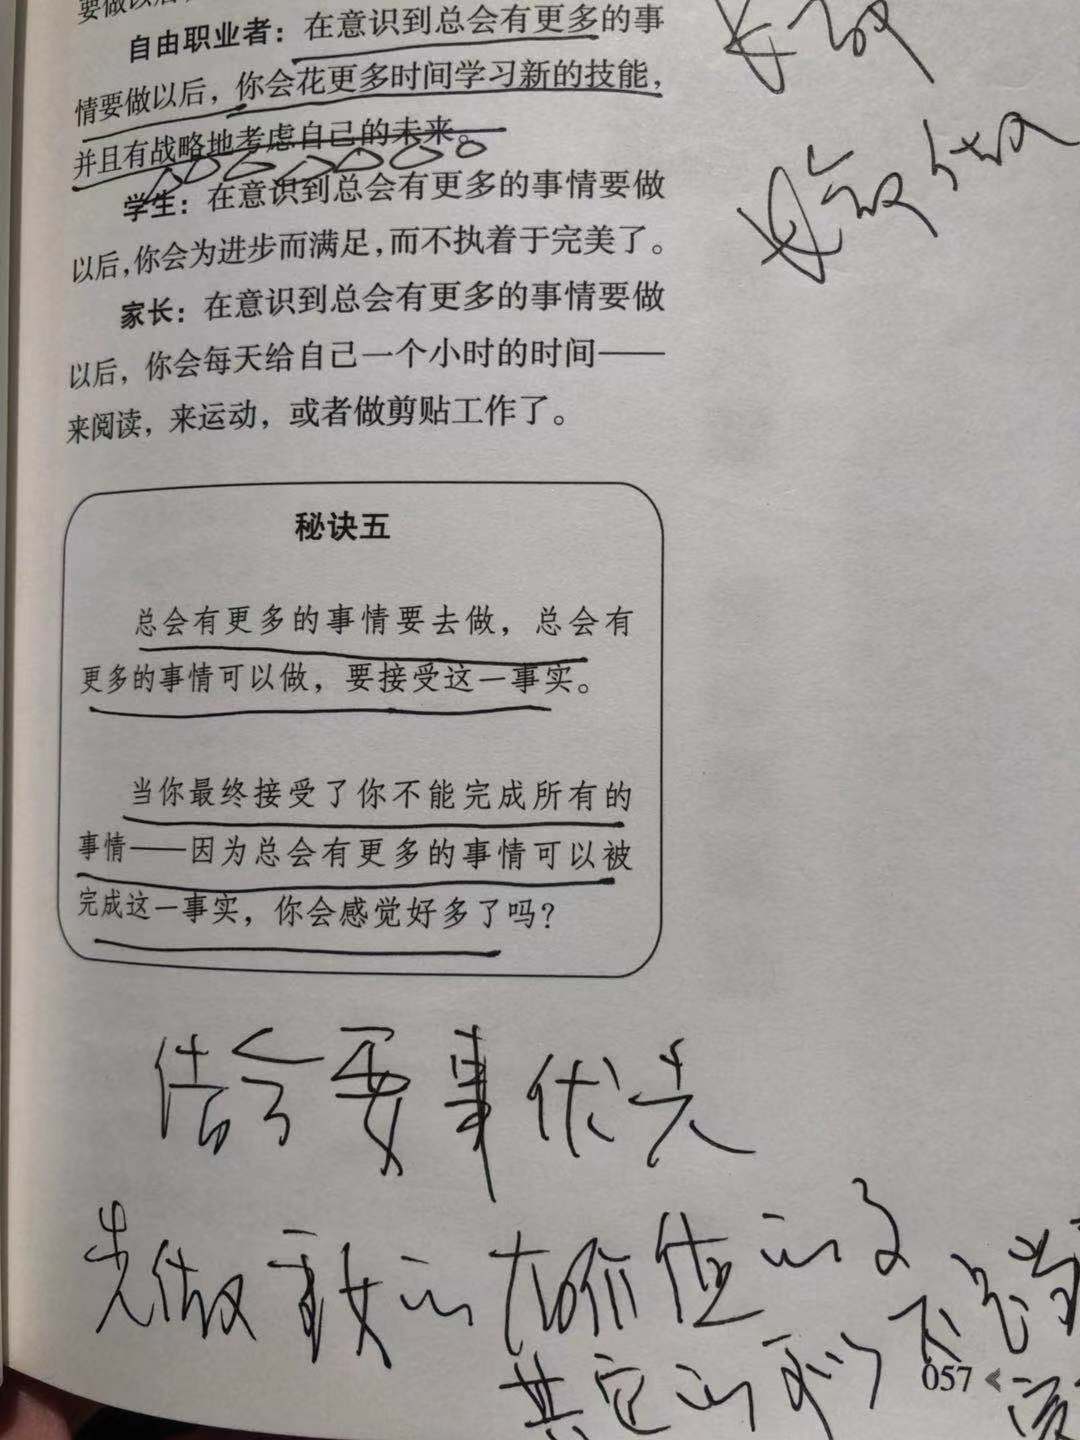 要做以后
自由职业者：在意识到总会有更多的事
情要做以后，你会花更多时间学习新的技能，
并且有战略地考虑自己的未来。
学生：在意识到总会有更多的事情要做
以后，你会为进步而满足，而不执着于完美了。
家长：在意识到总会有更多的事情要做
以后，你会每天给自己一个小时的时间——
来阅读，来运动，或者做剪贴工作了。
秘诀五
总会有更多的事情要去做，总会有
更多的事情可以做，要接受这一事实。
当你最终接受了你不能完成所有的
事情——因为总会有更多的事情可以被
完成这一事实，你会感觉好多了吗？
要事优先
先做重要的有价值的
其它的
057